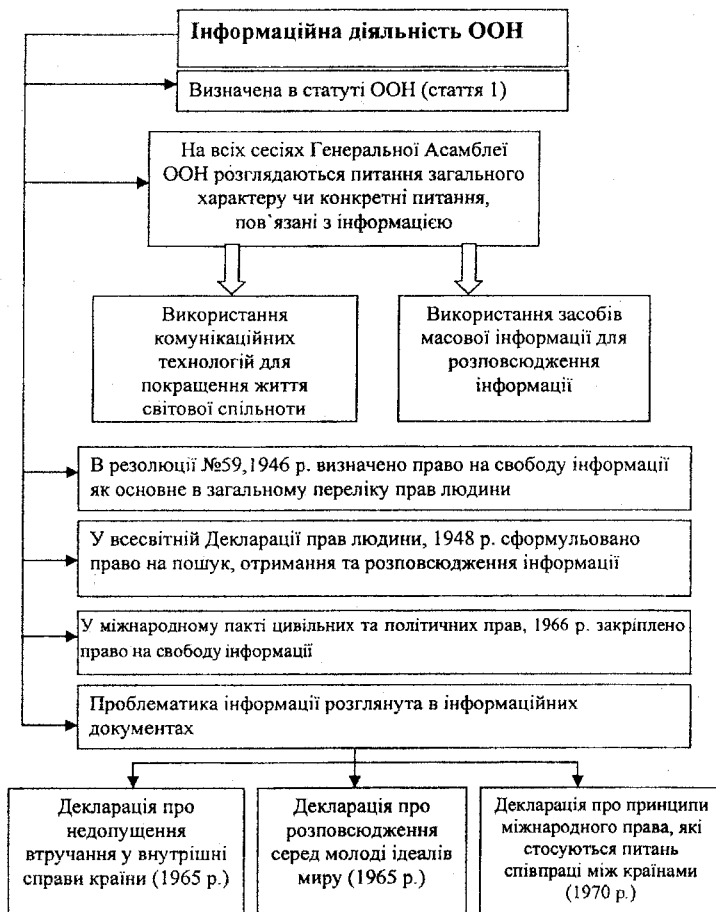 Інформаційна діяльність ООН
Визначена в статуті ООН (стаття 1)
На всіх сесіях Генеральної Асамблеї
ООН розглядаються питання загального
характеру чи конкретні питання,
пов`язані з інформацією
Використання
комунікаційних
технологій для
покращення життя
світової спільноти
Використання засобів
масової інформації для
розповсюдження
інформації
В резолюції №59,1946 р. визначено право на свободу інформації
як основне в загальному переліку прав людини
У всесвітній Декларації прав людини, 1948 р. сформульовано
право на пошук, отримання та розповсюдження інформації
У міжнародному пакті цивільних та політичних прав, 1966 р. закріплено
право на свободу інформації
Проблематика інформації розглянута в інформаційних
документах
Декларація про
недопущення
втручання у внутрішні
справи країни (1965 р.)
Декларація про
розповсюдження
серед молоді ідеалів
миру (1965 р.)
Декларація про принципи
міжнародного права, які
стосуються питань
співпраці між країнами
(1970 р.)